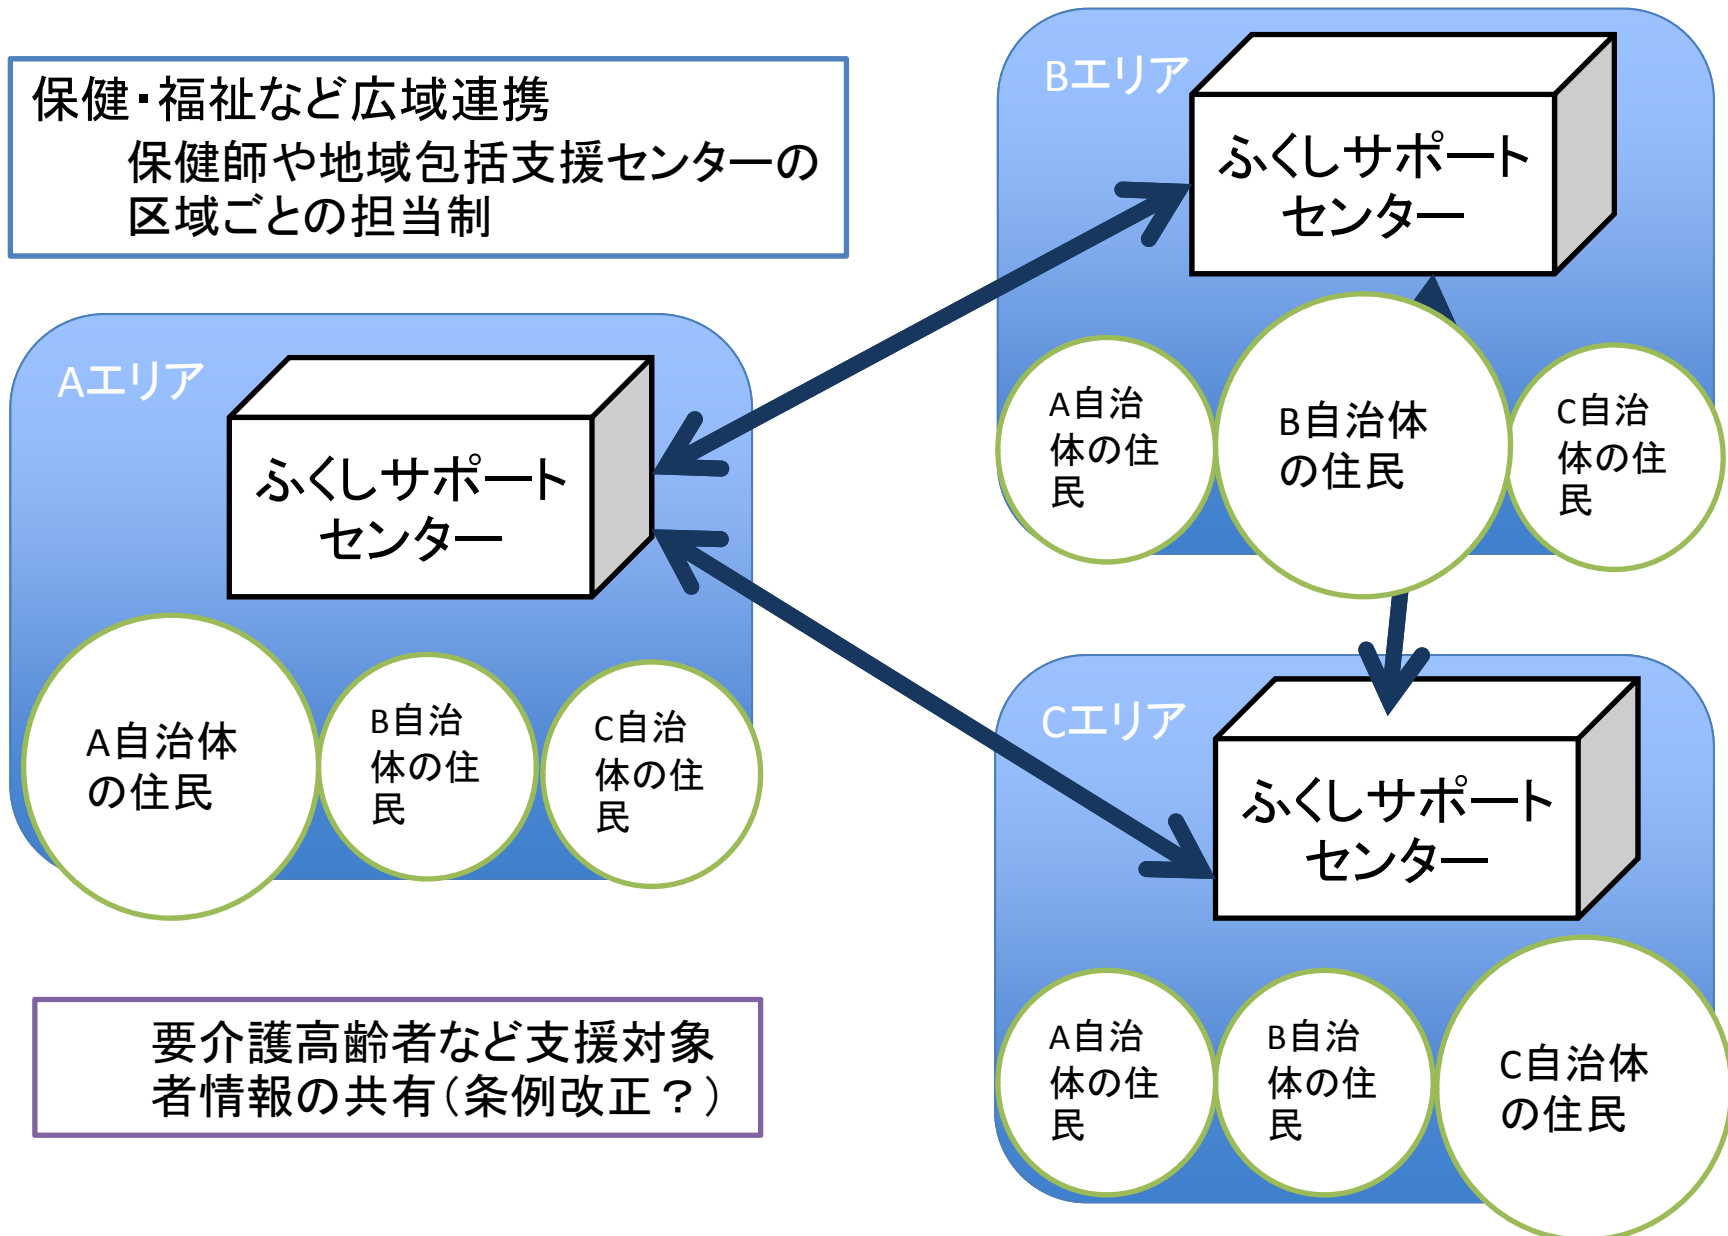 保健・福祉など広域連携
保健師や地域包括支援センターの
区域ごとの担当制
Aエリア
ふくしサポート
センター
A自治体
の住民
B自治
体の住
民
C自治
体の住
民
Bエリア
ふくしサポート
センター
A自治
体の住
民
B自治体
の住民
C自治
体の住
民
Cエリア
ふくしサポート
センター
A自治
体の住
民
B自治
体の住
民
C自治体
の住民
要介護高齢者など支援対象
者情報の共有（条例改正？）